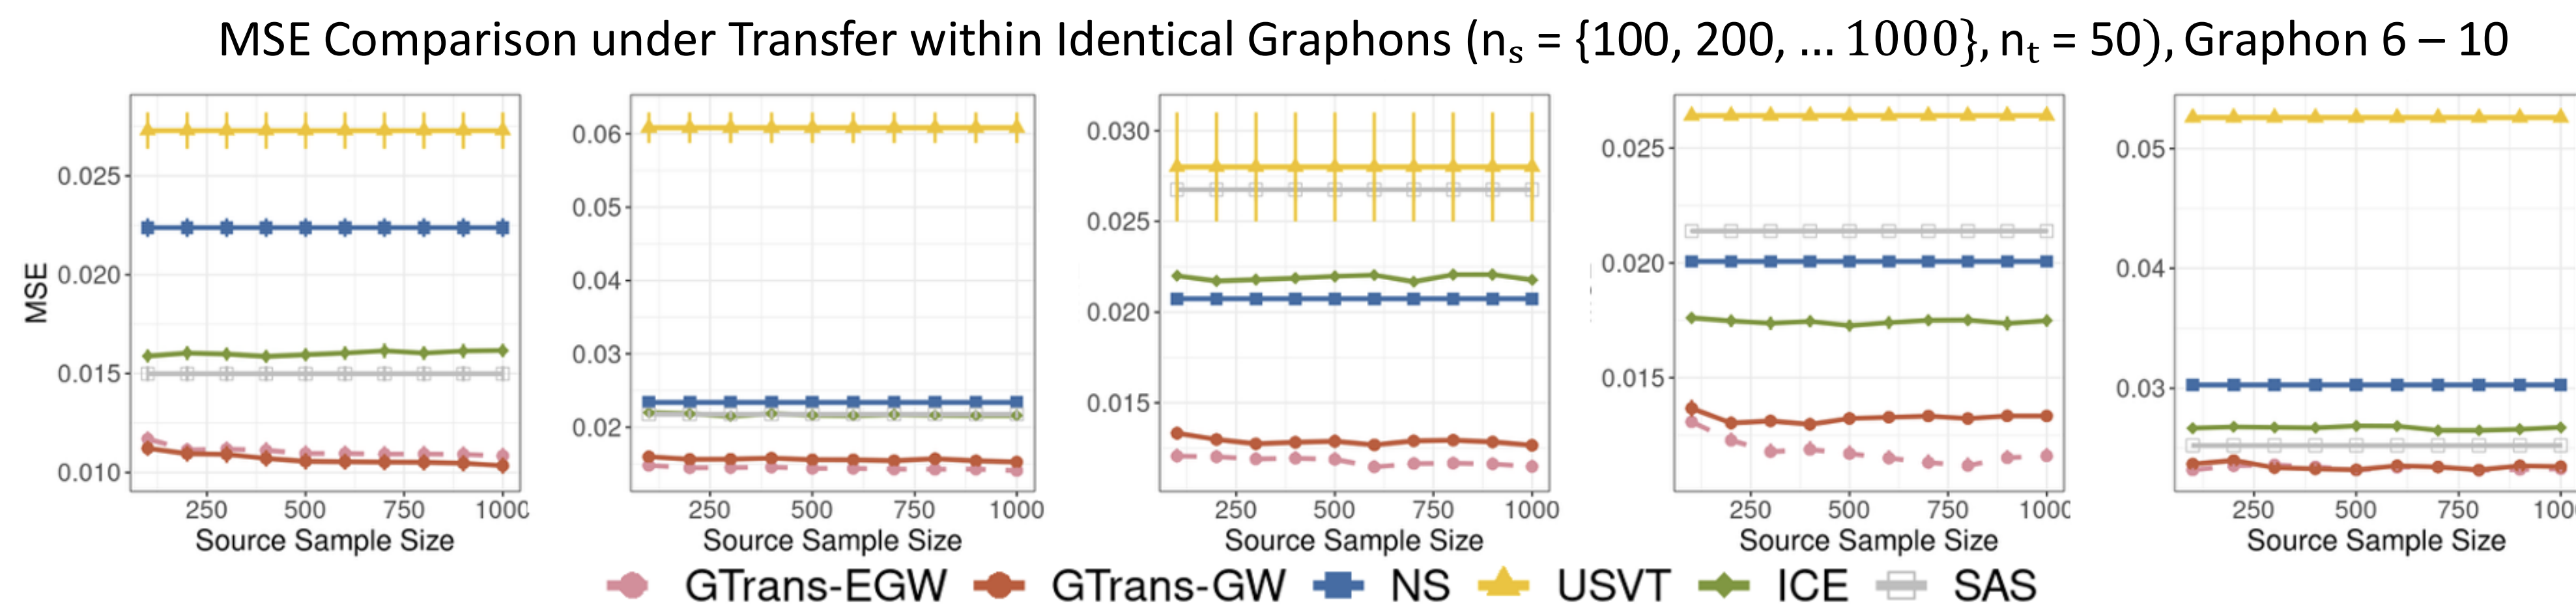 MSE Comparison under Transfer within Identical Graphons (nₛ = {100, 200, … 1000}, nₜ = 50), Graphon 6 – 10
MSE
0.025
0.020
0.015
0.010
250 500 750 1000
Source Sample Size
0.06
0.05
0.04
0.03
0.02
250 500 750 1000
Source Sample Size
0.030
0.025
0.020
0.015
250 500 750 1000
Source Sample Size
0.025
0.020
0.015
250 500 750 1000
Source Sample Size
0.05
0.04
0.03
250 500 750 100
Source Sample Size
GTrans-EGW GTrans-GW NS USVT ICE SAS